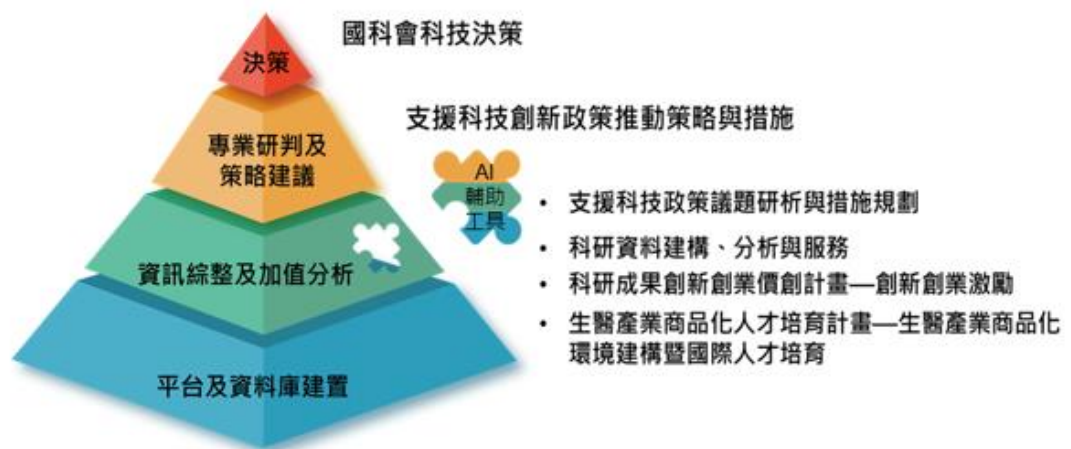 國科會科技決策
決策
支援科技創新政策推動策略與措施
專業研判及
策略建議
AI
輔助
工具
• 支援科技政策議題研析與措施規劃
• 科研資料建構、分析與服務
資訊綜整及加值分析
• 科研成果創新創業價創計畫—創新創業激勵
• 生醫產業商品化人才培育計畫—生醫產業商品化
環境建構暨國際人才培育
平台及資料庫建置